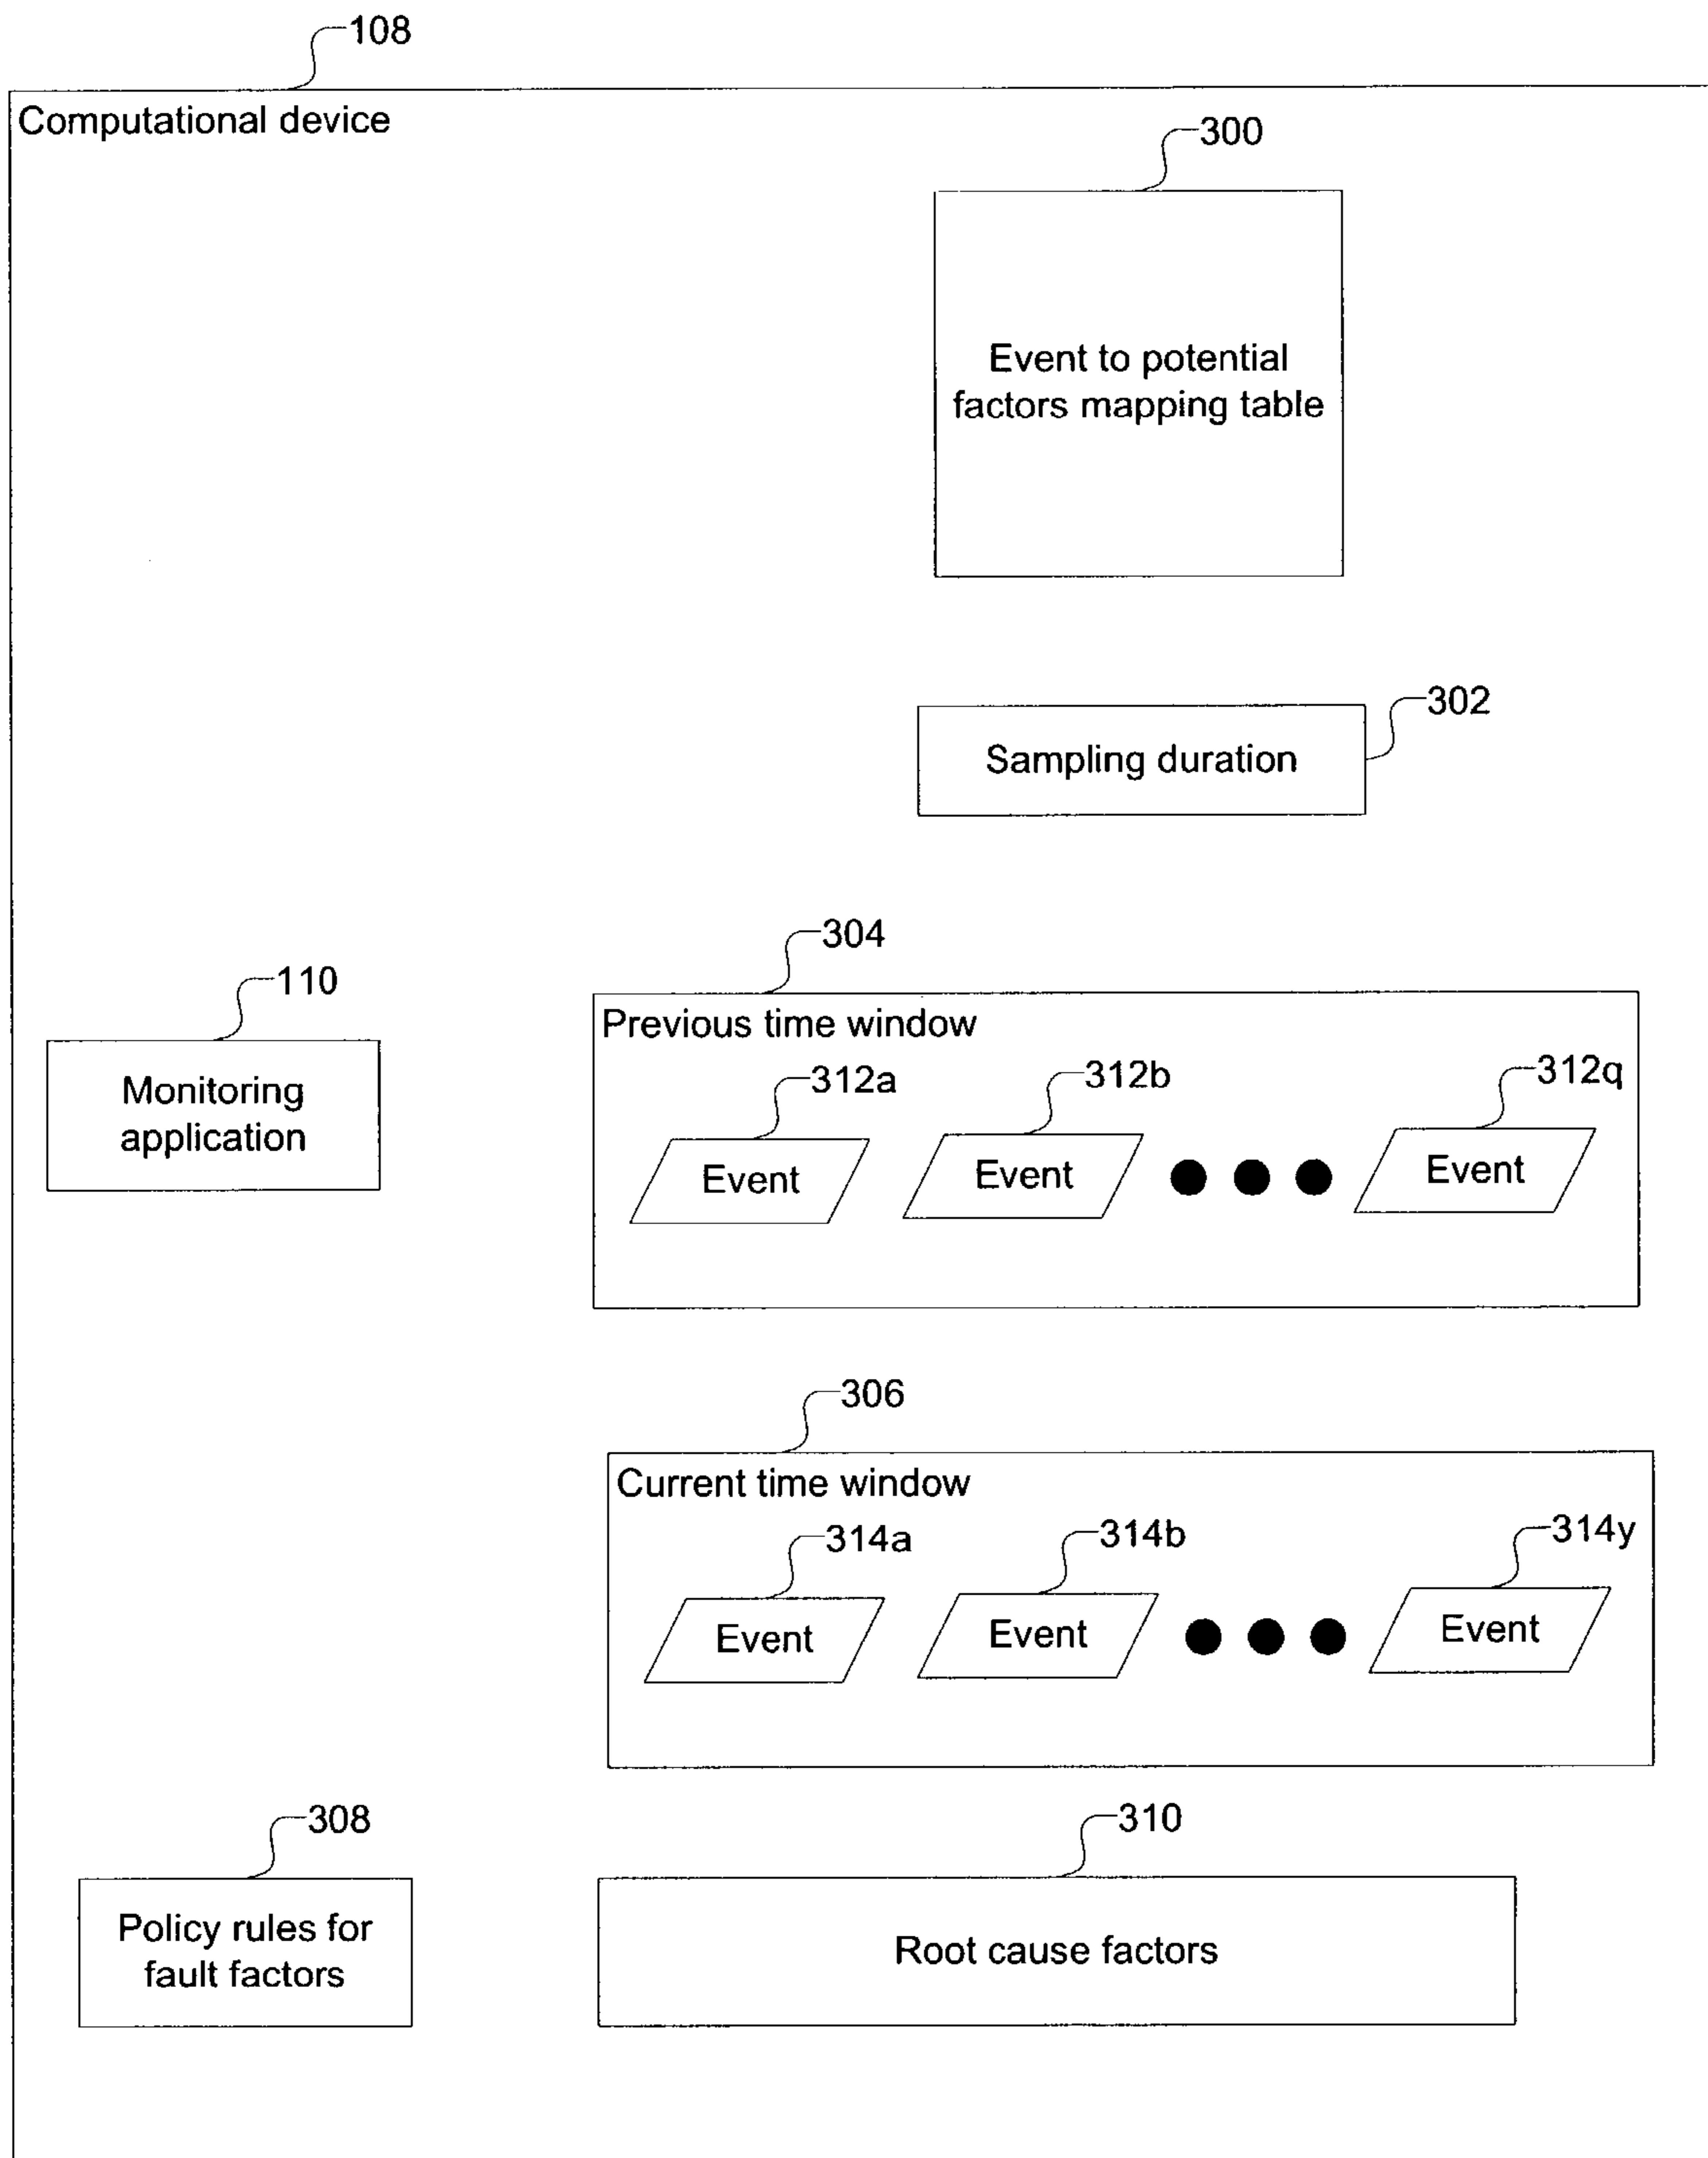 108
Computational device
300
Event to potential
factors mapping table
302
Sampling duration
304
110
Previous time window
Monitoring
application
312a
312b
312q
Event
Event
Event
306
Current time window
314a
314b
314y
Event
Event
Event
308
310
Policy rules for
fault factors
Root cause factors